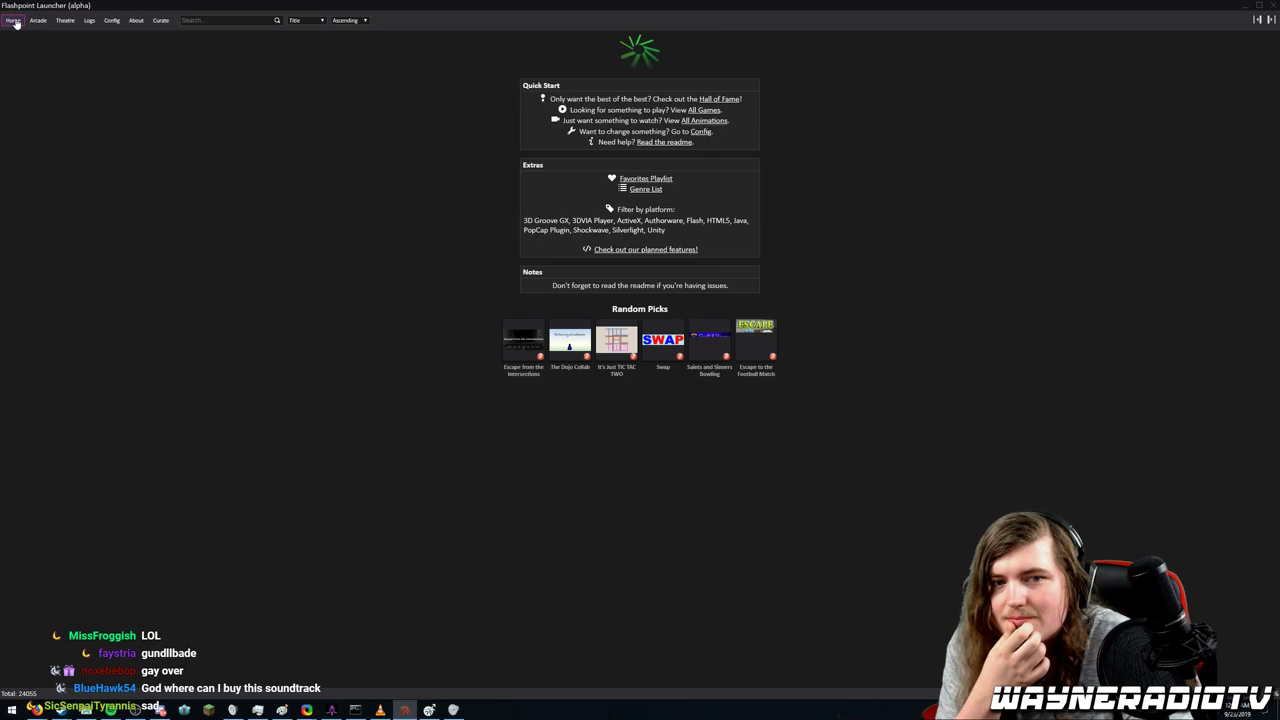 Flashpoint Launcher (alpha)
Home Arcade Theatre Logs Config About Curate Search... Title Ascending
Quick Start
Only want the best of the best? Check out the Hall of Fame!
Looking for something to play? View All Games.
Just want something to watch? View All Animations.
Want to change something? Go to Config.
Need help? Read the readme.
Extras
Favorites Playlist
Genre List
Filter by platform:
3D Groove GX, 3DVIA Player, ActiveX, Authorware, Flash, HTML5, Java,
PopCap Plugin, Shockwave, Silverlight, Unity
Check out our planned features!
Notes
Don't forget to read the readme if you're having issues.
Random Picks
SWAP
ESCAPE
Escape from the
Intersections
The Dojo Collab
It's Just TIC TAC
TWO
Swap
Saints and Sinners
Bowling
Escape to the
Football Match
MissFroggish LOL
faystria gundllbade
noxebebop gay over
BlueHawk54 God where can I buy this soundtrack
SicSenpaiTyrannis sad
Total: 24055
WAYNERADIOTV
9/23/2019